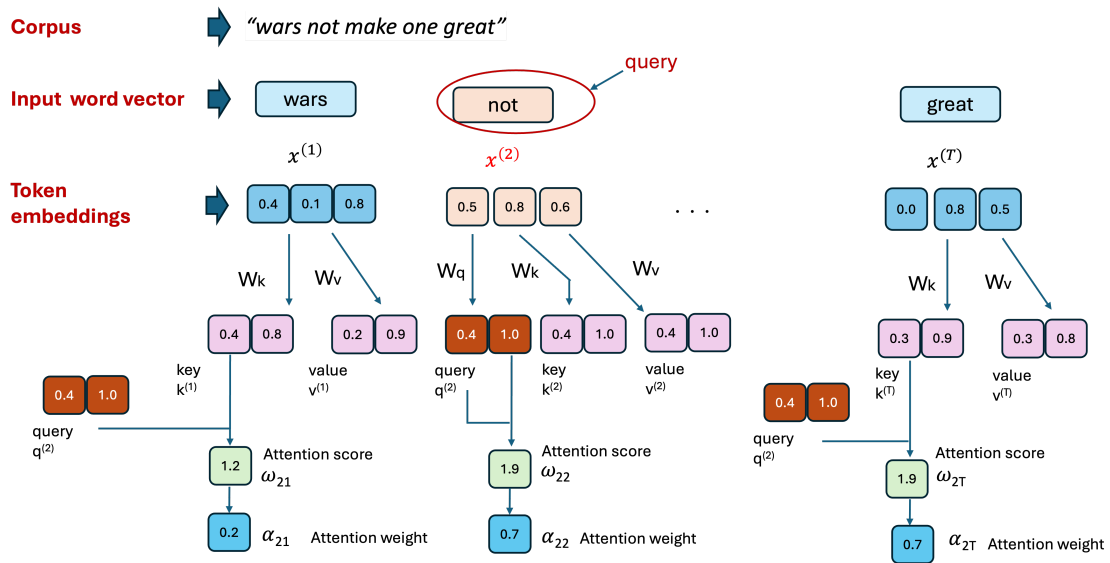 Corpus
“wars not make one great”
query
Input word vector
wars
not
great
x(1)
x(2)
x(T)
Token
embeddings
0.4 0.1 0.8
0.5 0.8 0.6
. . .
0.0 0.8 0.5
Wk
Wv
Wq
Wk
Wv
Wk
Wv
0.4 0.8
0.2 0.9
0.4 1.0
0.4 1.0
0.4 1.0
0.3 0.9
0.3 0.8
key
k(1)
value
v(1)
query
q(2)
key
k(2)
value
v(2)
key
k(T)
value
v(T)
0.4 1.0
query
q(2)
0.4 1.0
query
q(2)
1.2
Attention score
ω21
1.9
Attention score
ω22
1.9
Attention score
ω2T
0.2
α21 Attention weight
0.7
α22 Attention weight
0.7
α2T Attention weight